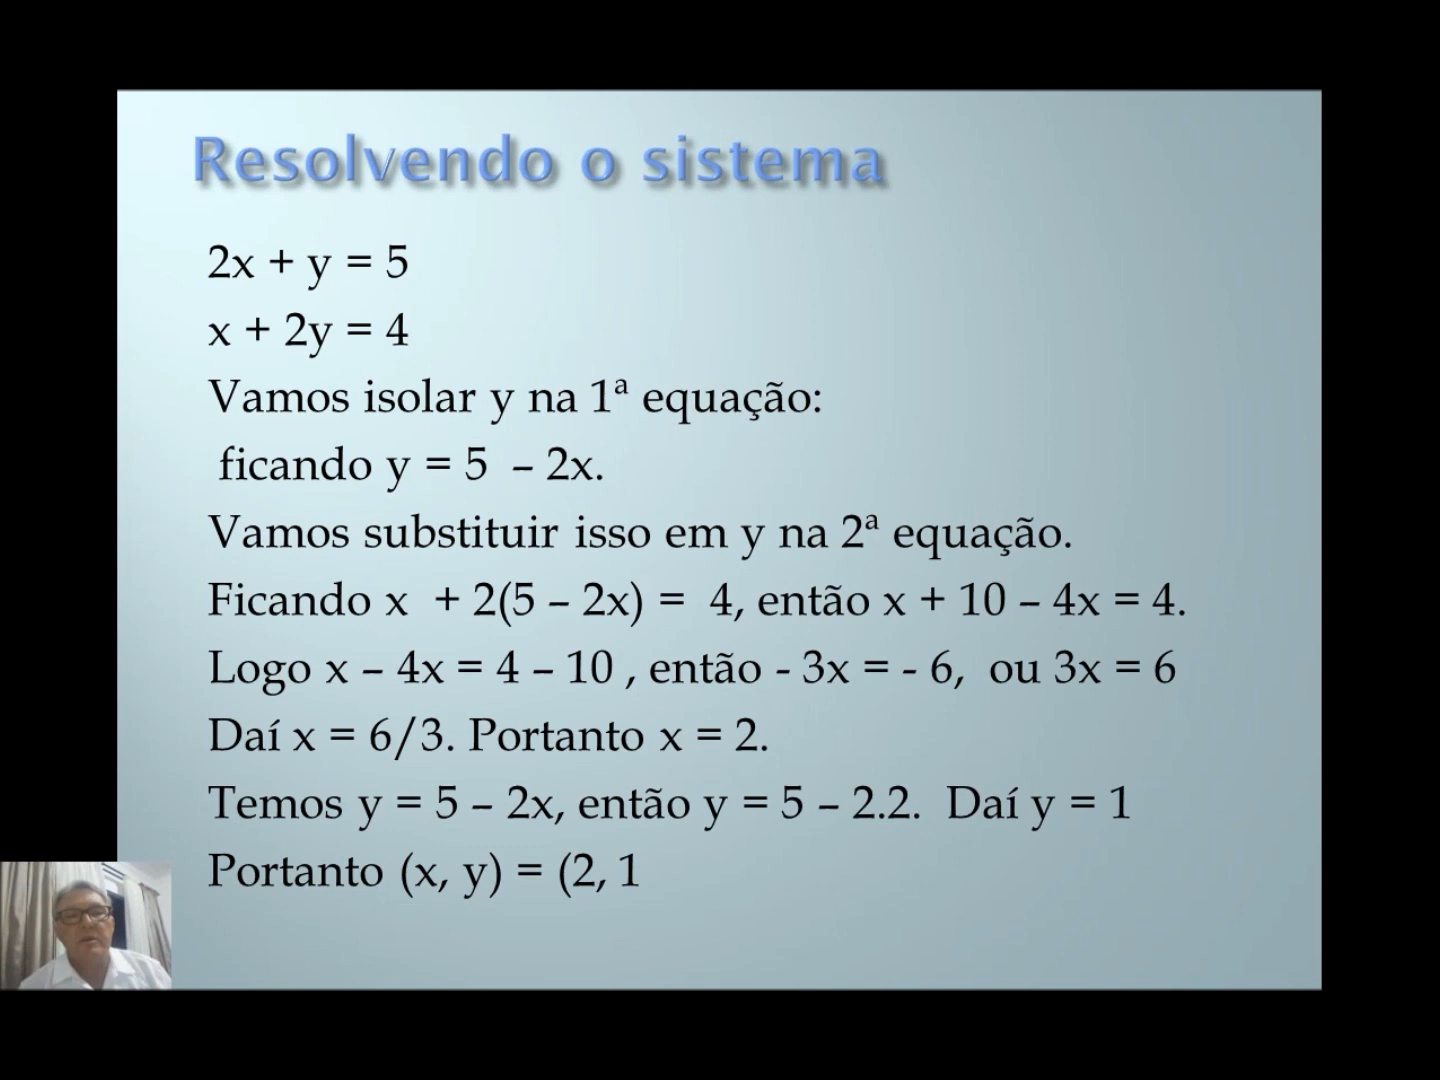 Resolvendo o sistema
2x + y = 5
x + 2y = 4
Vamos isolar y na 1ª equação:
ficando y = 5 – 2x.
Vamos substituir isso em y na 2ª equação.
Ficando x + 2(5 – 2x) = 4, então x + 10 – 4x = 4.
Logo x – 4x = 4 – 10 , então - 3x = - 6, ou 3x = 6
Daí x = 6/3. Portanto x = 2.
Temos y = 5 – 2x, então y = 5 – 2.2. Daí y = 1
Portanto (x, y) = (2, 1